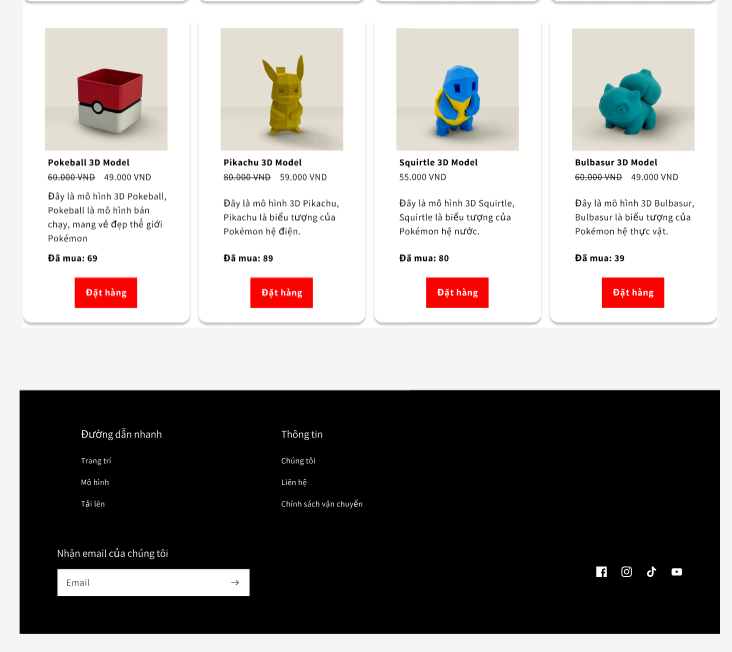 Pokeball 3D Model
60.000 VND 49.000 VND
Đây là mô hình 3D Pokeball,
Pokeball là mô hình bán
chạy, mang vẻ đẹp thế giới
Pokémon
Đã mua: 69
Đặt hàng
Pikachu 3D Model
80.000 VND 59.000 VND
Đây là mô hình 3D Pikachu,
Pikachu là biểu tượng của
Pokémon hệ điện.
Đã mua: 89
Đặt hàng
Squirtle 3D Model
55.000 VND
Đây là mô hình 3D Squirtle,
Squirtle là biểu tượng của
Pokémon hệ nước.
Đã mua: 80
Đặt hàng
Bulbasur 3D Model
60.000 VND 49.000 VND
Đây là mô hình 3D Bulbasur,
Bulbasur là biểu tượng của
Pokémon hệ thực vật.
Đã mua: 39
Đặt hàng
Đường dẫn nhanh
Trang trí
Mô hình
Tải lên
Thông tin
Chúng tôi
Liên hệ
Chính sách vận chuyển
Nhận email của chúng tôi
Email